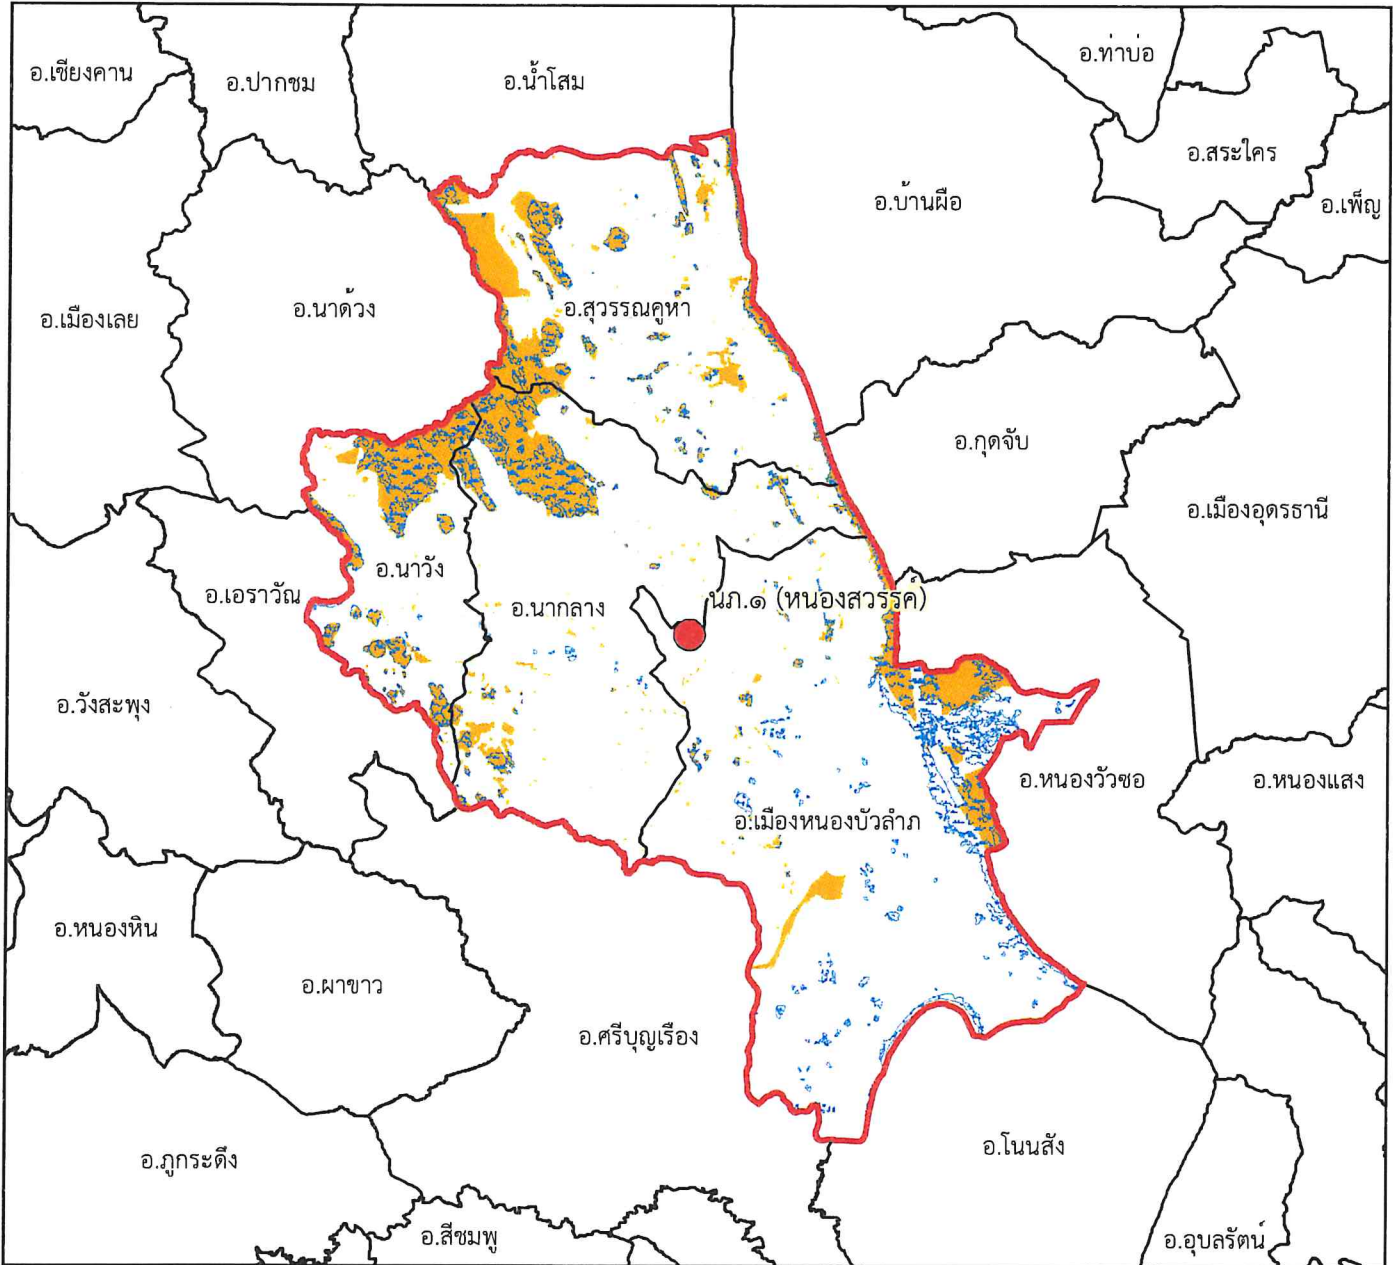 อ.เชียงคาน
อ.ปากชม
อ.น้ำโสม
อ.ท่าบ่อ
อ.สระใคร
อ.บ้านผือ
อ.เพ็ญ
อ.เมืองเลย
อ.นาด้วง
อ.สุวรรณคูหา
อ.กุดจับ
อ.เมืองอุดรธานี
อ.เอราวัณ
อ.นาวัง
อ.นากลาง
นภ.๑ (หนองสวรรค์)
อ.วังสะพุง
อ.หนองวัวซอ
อ.หนองแสง
อ.เมืองหนองบัวลำภู
อ.หนองหิน
อ.ผาขาว
อ.ศรีบุญเรือง
อ.ภูกระดึง
อ.โนนสัง
อ.สีชมพู
อ.อุบลรัตน์